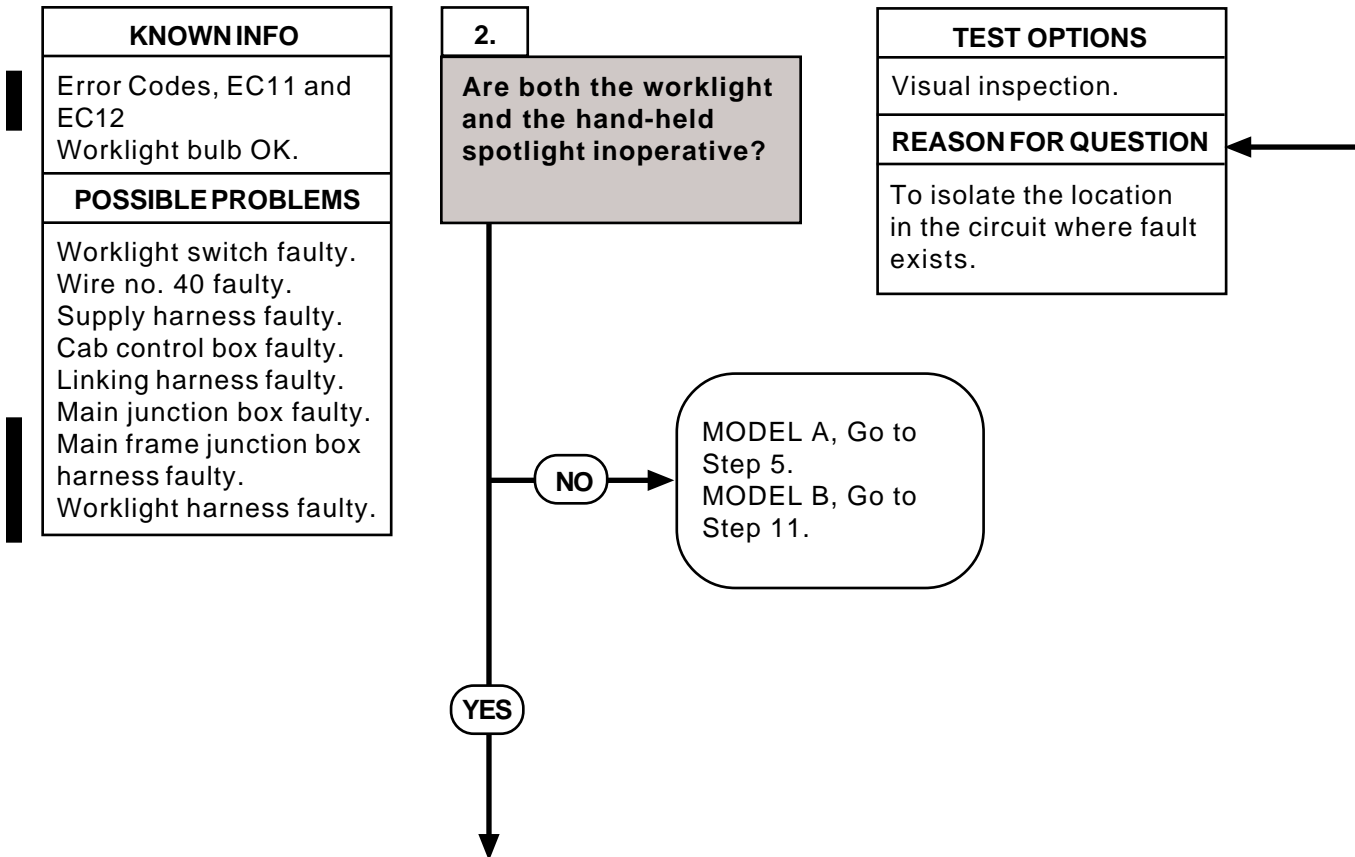 KNOWN INFO
Error Codes, EC11 and
EC12
Worklight bulb OK.
POSSIBLE PROBLEMS
Worklight switch faulty.
Wire no. 40 faulty.
Supply harness faulty.
Cab control box faulty.
Linking harness faulty.
Main junction box faulty.
Main frame junction box
harness faulty.
Worklight harness faulty.
2.
Are both the worklight
and the hand-held
spotlight inoperative?
NO
MODEL A, Go to
Step 5.
MODEL B, Go to
Step 11.
YES
TEST OPTIONS
Visual inspection.
REASON FOR QUESTION
To isolate the location
in the circuit where fault
exists.